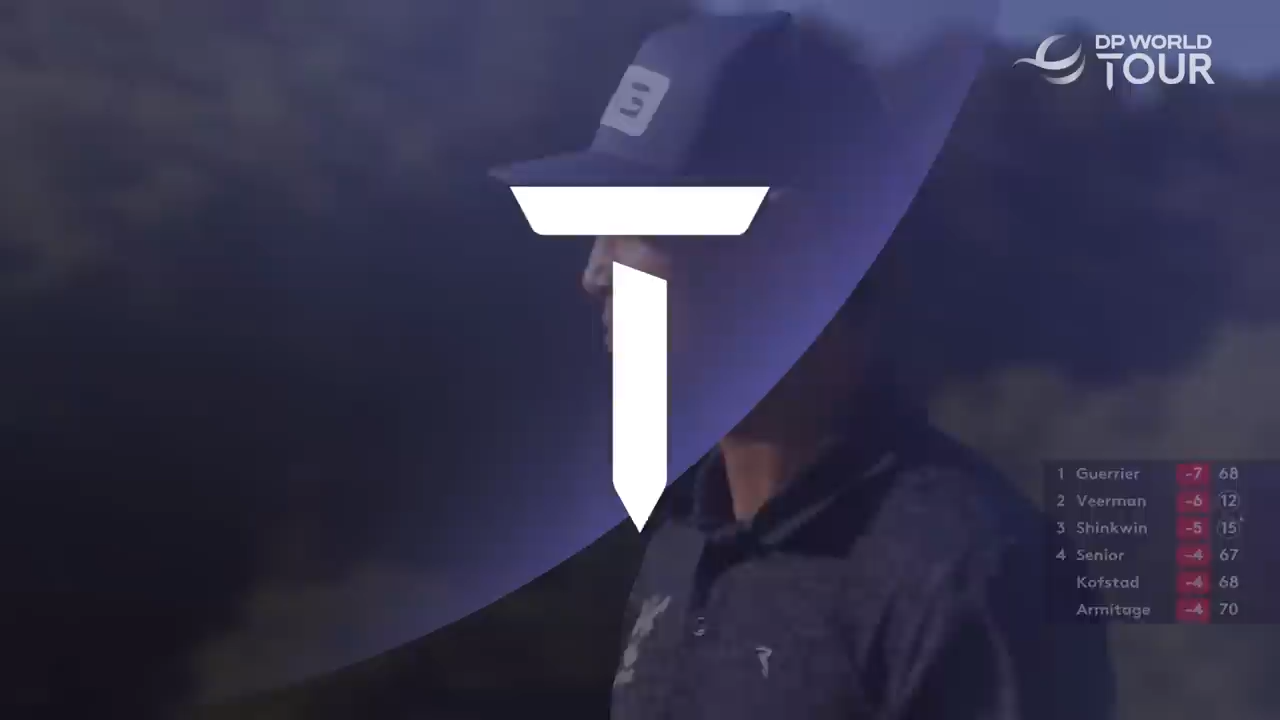 DP WORLD
TOUR
1 Guerrier -7 68
2 Veerman -6 12
3 Shinkwin -5 15
4 Senior -4 67
Kofstad -4 68
Armitage -4 70